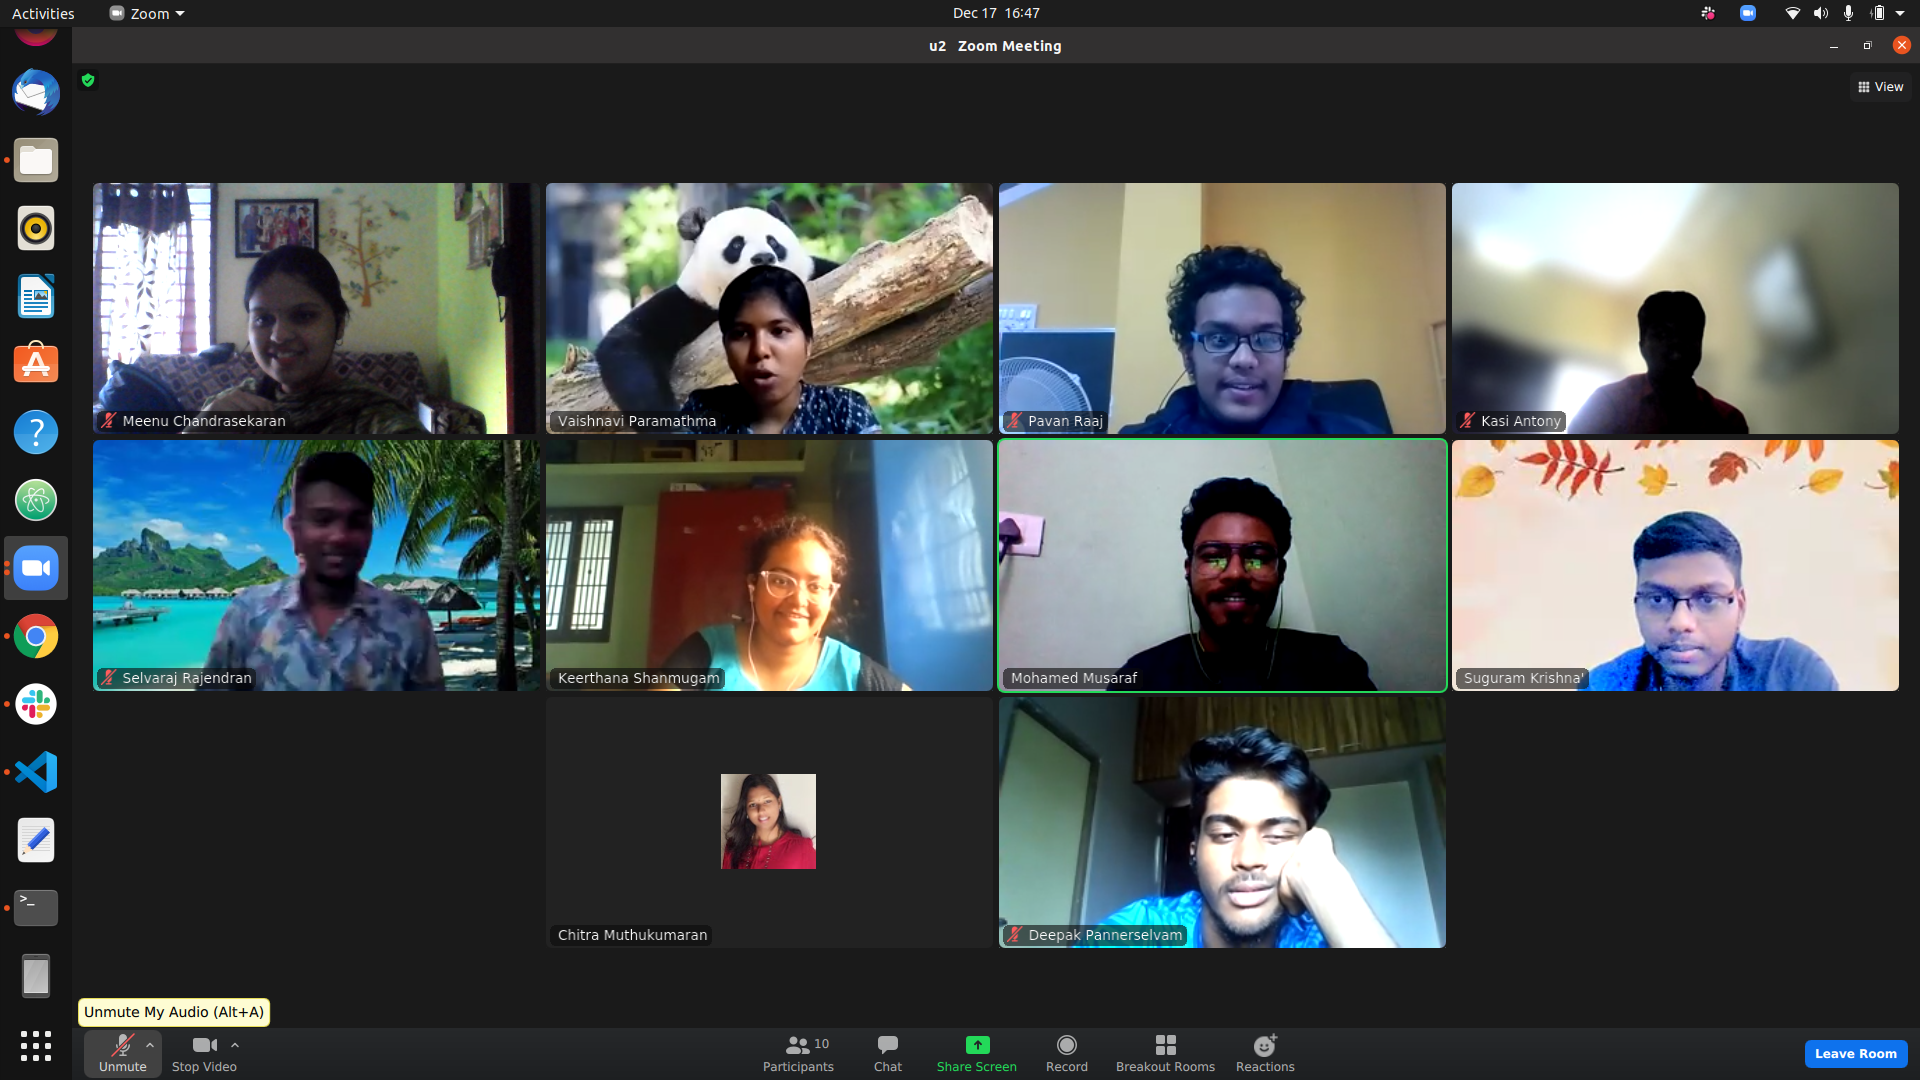 Activities
Zoom
Dec 17 16:47
u2 Zoom Meeting
View
Meenu Chandrasekaran
Vaishnavi Paramathma
Pavan Raaj
Kasi Antony
Selvaraj Rajendran
Keerthana Shanmugam
Mohamed Musaraf
Suguram Krishna'
Chitra Muthukumaran
Deepak Pannerselvam
Unmute My Audio (Alt+A)
Unmute
Stop Video
Participants
10
Chat
Share Screen
Record
Breakout Rooms
Reactions
Leave Room